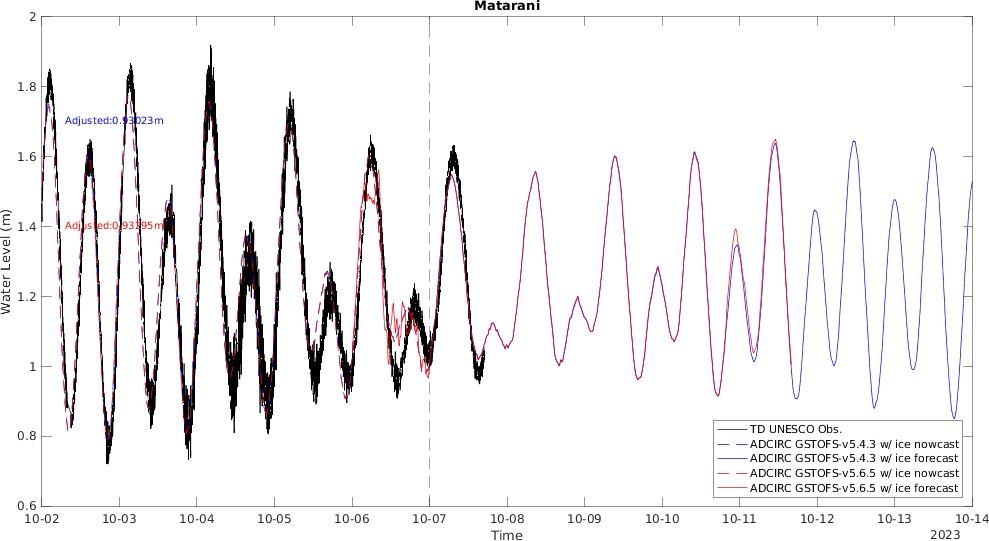 Matarani
2
1.8
1.6
1.4
1.2
1
0.8
0.6
Water Level (m)
Adjusted:0.93023m
Adjusted:0.93295m
TD UNESCO Obs.
ADCIRC GSTOFS-v5.4.3 w/ ice nowcast
ADCIRC GSTOFS-v5.4.3 w/ ice forecast
ADCIRC GSTOFS-v5.6.5 w/ ice nowcast
ADCIRC GSTOFS-v5.6.5 w/ ice forecast
10-02 10-03 10-04 10-05 10-06 10-07 10-08 10-09 10-10 10-11 10-12 10-13 10-14
Time
2023